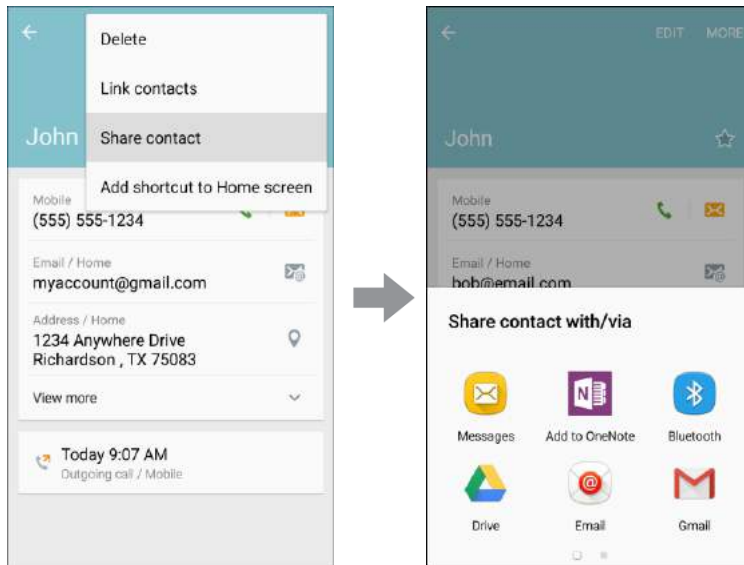 Delete
Link contacts
John
Share contact
Add shortcut to Home screen
Mobile
(555) 555-1234
Email / Home
myaccount@gmail.com
Address / Home
1234 Anywhere Drive
Richardson , TX 75083
View more
Today 9:07 AM
Outgoing call / Mobile
EDIT MORE
John
Mobile
(555) 555-1234
Email / Home
bob@email.com
Share contact with/via
Messages
Add to OneNote
Bluetooth
Drive
Email
Gmail